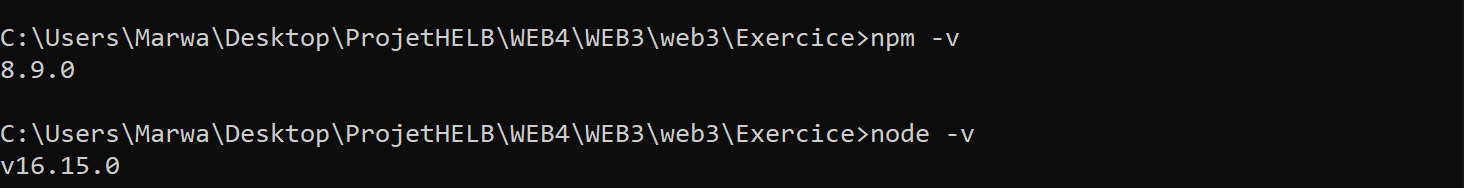 C:\Users\Marwa\Desktop\ProjetHELB\WEB4\WEB3\web3\Exercice>npm -v
8.9.0
C:\Users\Marwa\Desktop\ProjetHELB\WEB4\WEB3\web3\Exercice>node -v
v16.15.0